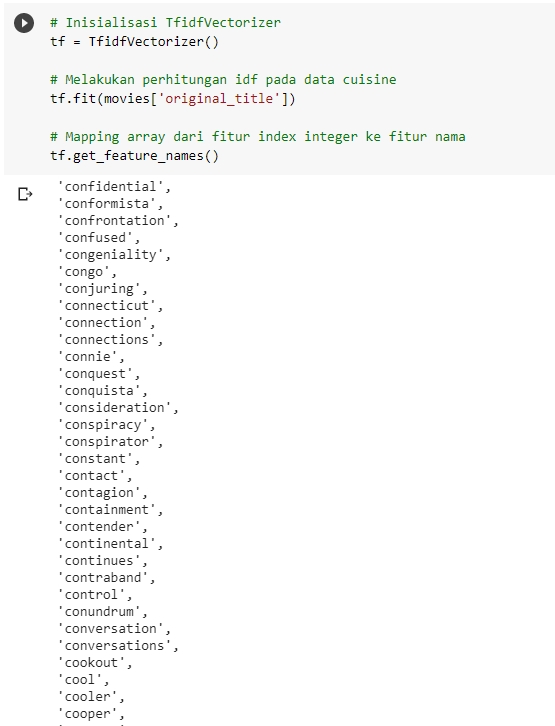 # Inisialisasi TfidfVectorizer
tf = TfidfVectorizer()
# Melakukan perhitungan idf pada data cuisine
tf.fit(movies['original_title'])
# Mapping array dari fitur index integer ke fitur nama
tf.get_feature_names()
'confidential',
'conformista',
'confrontation',
'confused',
'congeniality',
'congo',
'conjuring',
'connecticut',
'connection',
'connections',
'connie',
'conquest',
'conquista',
'consideration',
'conspiracy',
'conspirator',
'constant',
'contact',
'contagion',
'containment',
'contender',
'continental',
'continues',
'contraband',
'control',
'conundrum',
'conversation',
'conversations',
'cookout',
'cool',
'cooler',
'cooper',